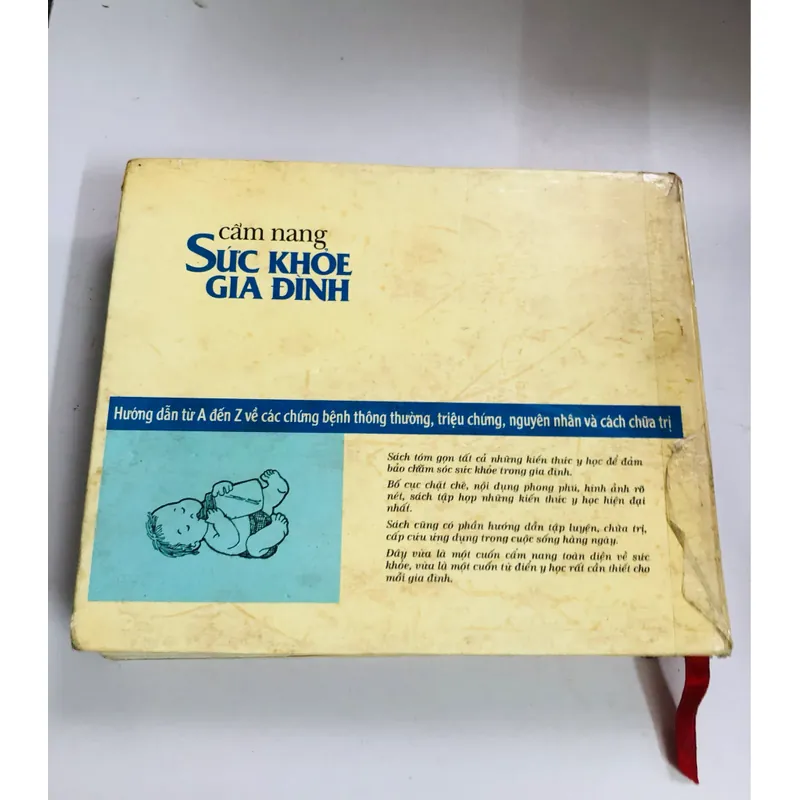 cẩm nang
SỨC KHỎE
GIA ĐÌNH
Hướng dẫn từ A đến Z về các chứng bệnh thông thường, triệu chứng, nguyên nhân và cách chữa trị
Sách tóm gọn tất cả những kiến thức y học để đảm
bảo chăm sóc sức khỏe trong gia đình.
Bố cục chặt chẽ, nội dung phong phú, hình ảnh rõ
nét, sách tập hợp những kiến thức y học hiện đại
nhất.
Sách cũng có phần hướng dẫn tập luyện, chữa trị,
cấp cứu ứng dụng trong cuộc sống hàng ngày.
Đây vừa là một cuốn cẩm nang toàn diện về sức
khỏe, vừa là một cuốn từ điển y học rất cần thiết cho
mỗi gia đình.